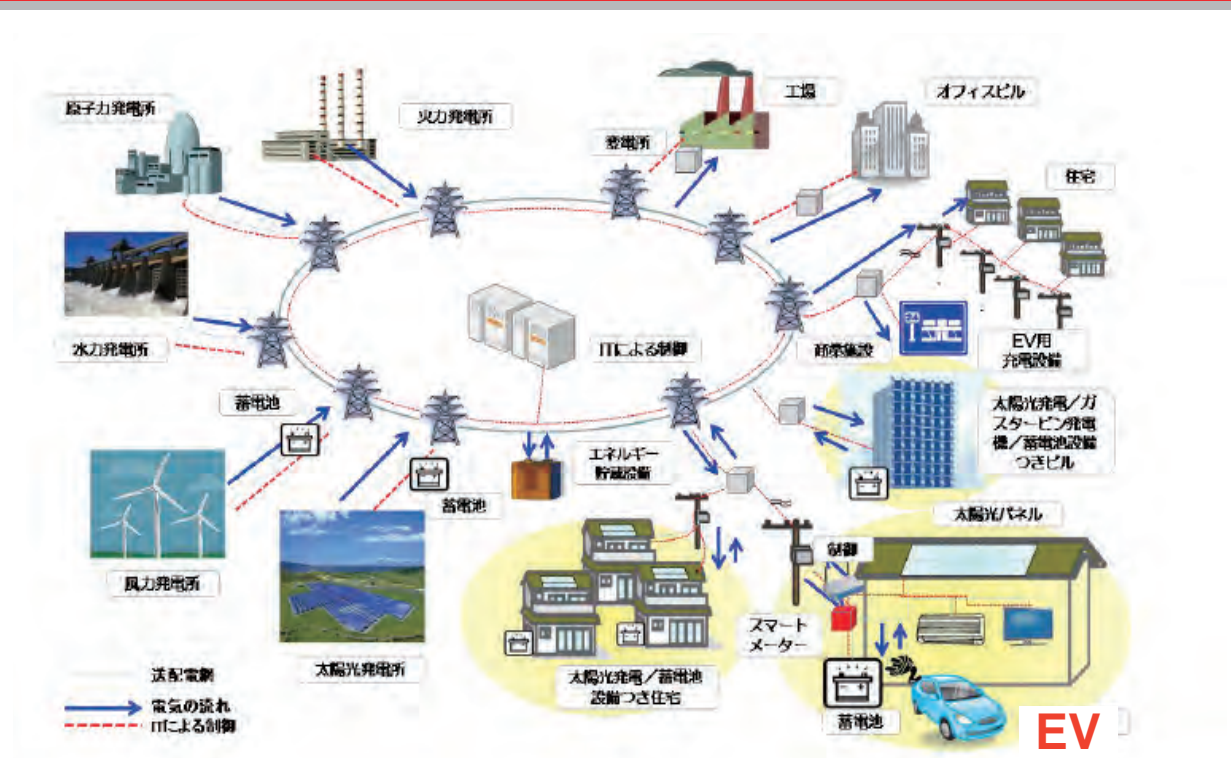 原子力発電所
火力発電所
変電所
工場
オフィスビル
住宅
水力発電所
ITによる制御
商業集設
EV用
充電設備
蓄電池
エネルギー
貯蔵設備
太陽光発電/ガ
スタービン発電
機/蓄電池設備
つきビル
蓄電池
風力発電所
太陽光パネル
制御
スマート
メーター
太陽光発電所
太陽光発電/蓄電池
設備つき住宅
蓄電池
EV
送配電網
電気の流れ
ITによる制御